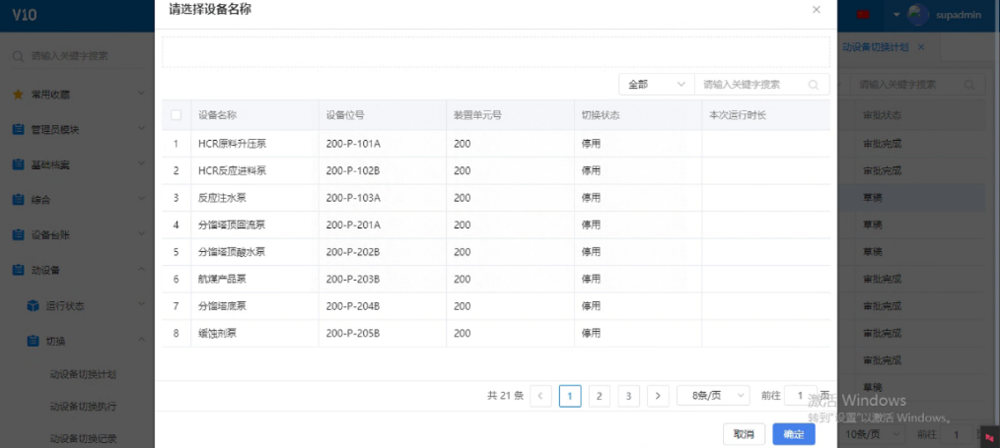 V10
请选择设备名称
supadmin
请输入关键字搜索
动设备切换计划
全部
请输入关键字搜索
请输入关键字搜索
常用收藏
管理员模块
基础档案
综合
设备台账
动设备
运行状态
切换
动设备切换计划
动设备切换执行
动设备切换记录
设备名称 设备位号 装置单元号 切换状态 本次运行时长
1 HCR原料升压泵 200-P-101A 200 停用
2 HCR反应进料泵 200-P-102B 200 停用
3 反应注水泵 200-P-103A 200 停用
4 分馏塔顶回流泵 200-P-201A 200 停用
5 分馏塔顶酸水泵 200-P-202B 200 停用
6 航煤产品泵 200-P-203B 200 停用
7 分馏塔底泵 200-P-204B 200 停用
8 缓蚀剂泵 200-P-205B 200 停用
审批状态
审批完成
审批完成
草稿
草稿
草稿
审批完成
审批完成
审批完成
审批完成
草稿
共 21 条 1 2 3 8条/页 前往 1 页
取消 确定
激活 Windows
转到"设置"以激活 Windows。
10条/页 前往 1